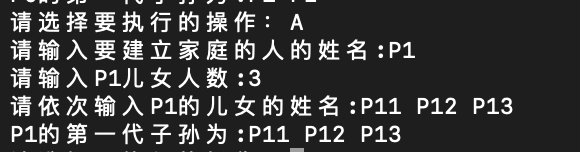 请选择要执行的操作: A
请输入要建立家庭的人的姓名:P1
请输入P1儿女人数:3
请依次输入P1的儿女的姓名:P11 P12 P13
P1的第一代子孙为:P11 P12 P13